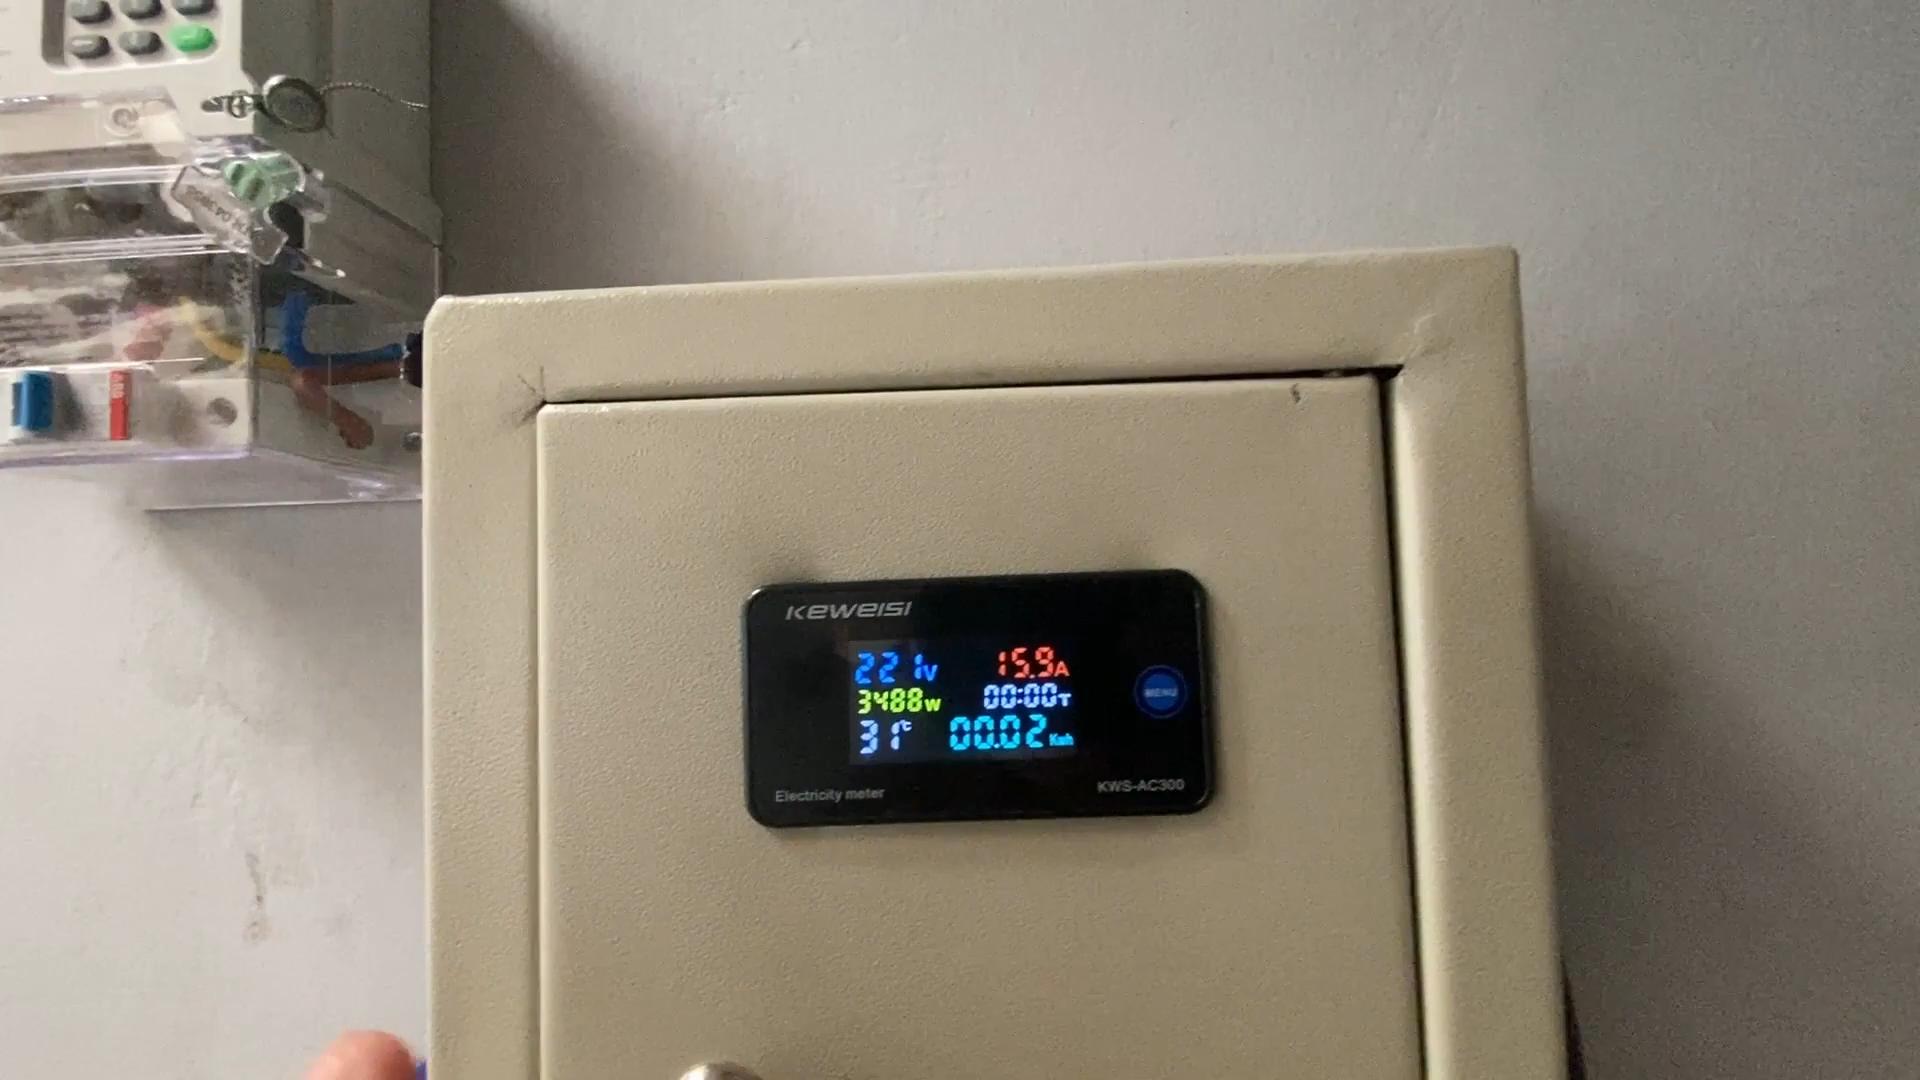 KEWEISI
221V 15.9A
3488W 00:00T
31℃ 00.02Kwh
MENU
Electricity meter KWS-AC300